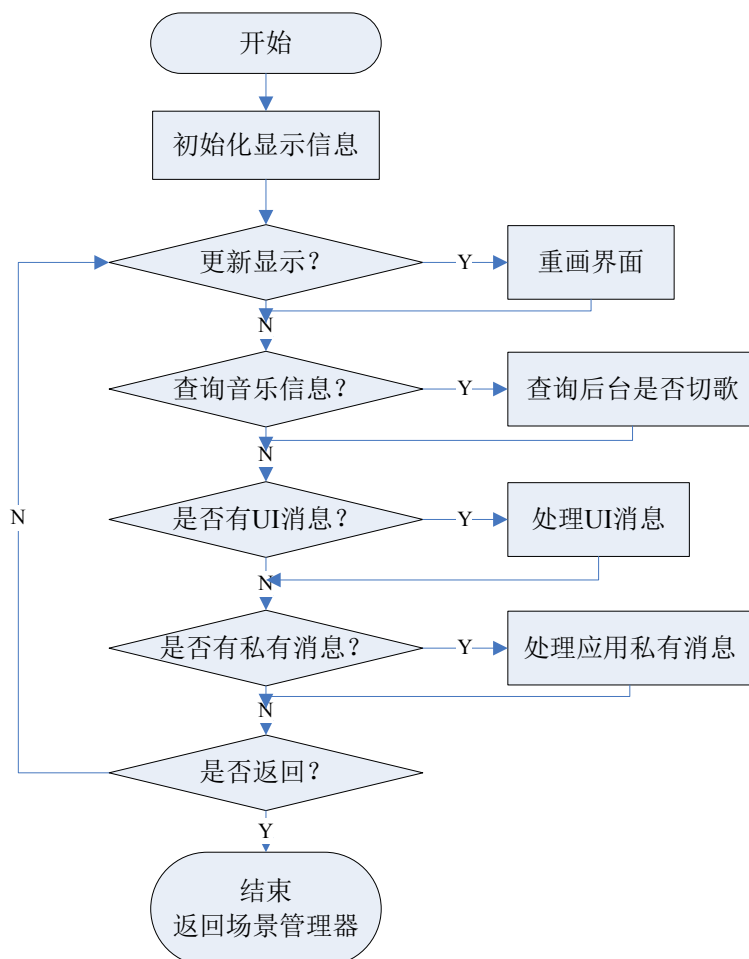 开始
初始化显示信息
更新显示？
Y
重画界面
N
查询音乐信息？
Y
查询后台是否切歌
N
是否有UI消息？
Y
处理UI消息
N
N
是否有私有消息？
Y
处理应用私有消息
N
是否返回？
Y
结束
返回场景管理器